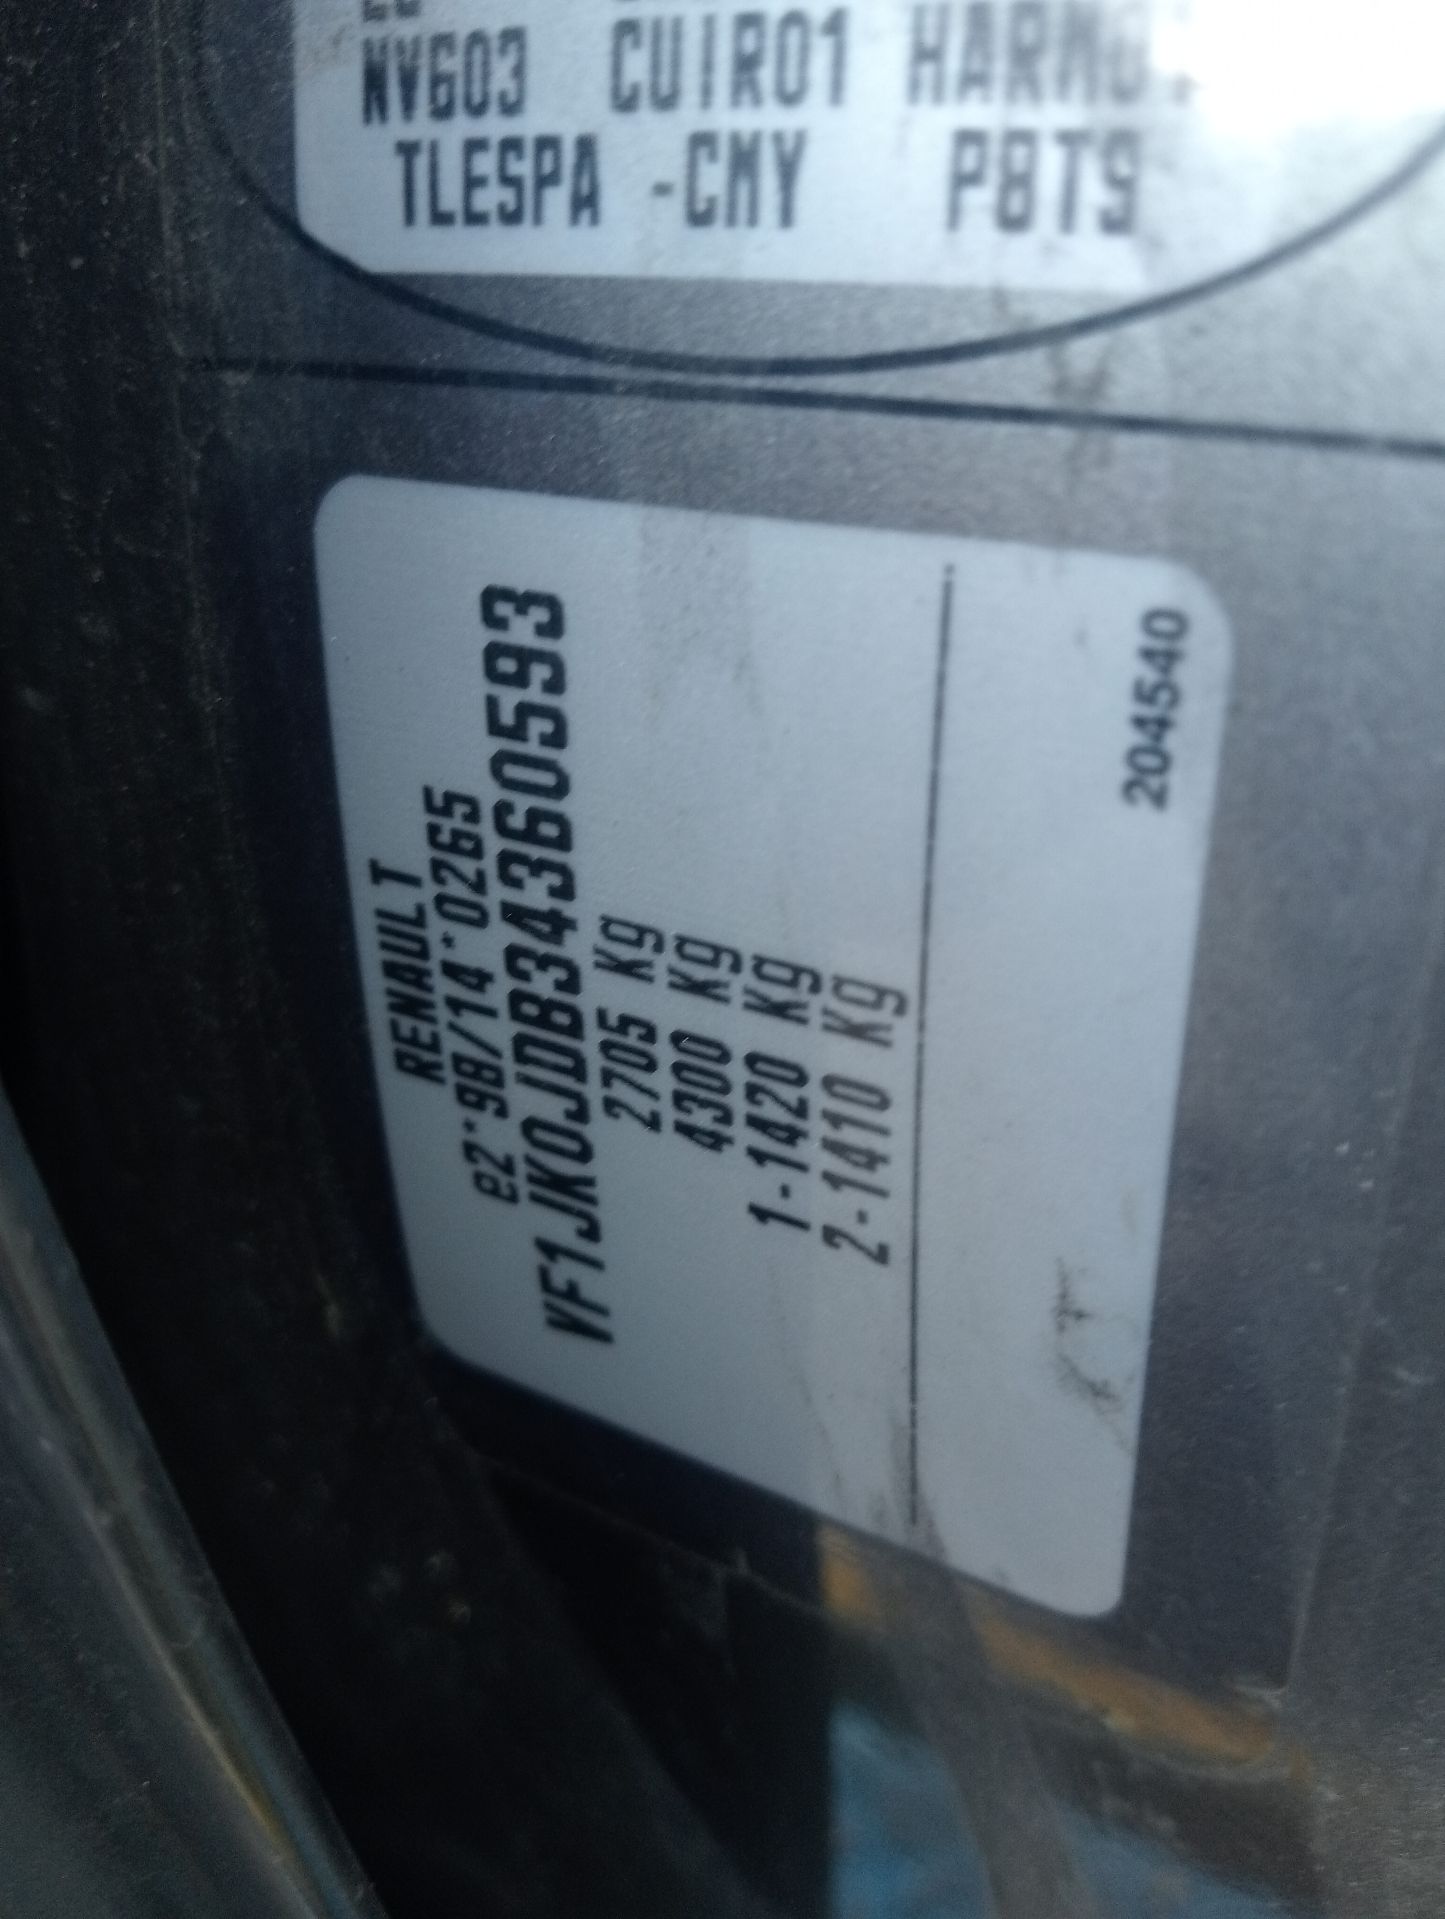 NV603 CUIR01
TLESPA -CMY P8T9
RENAULT
e2*98/14*0265
VF1JK0JDB34360593
2705 Kg
4300 Kg
1-1420 Kg
2-1410 Kg
204540